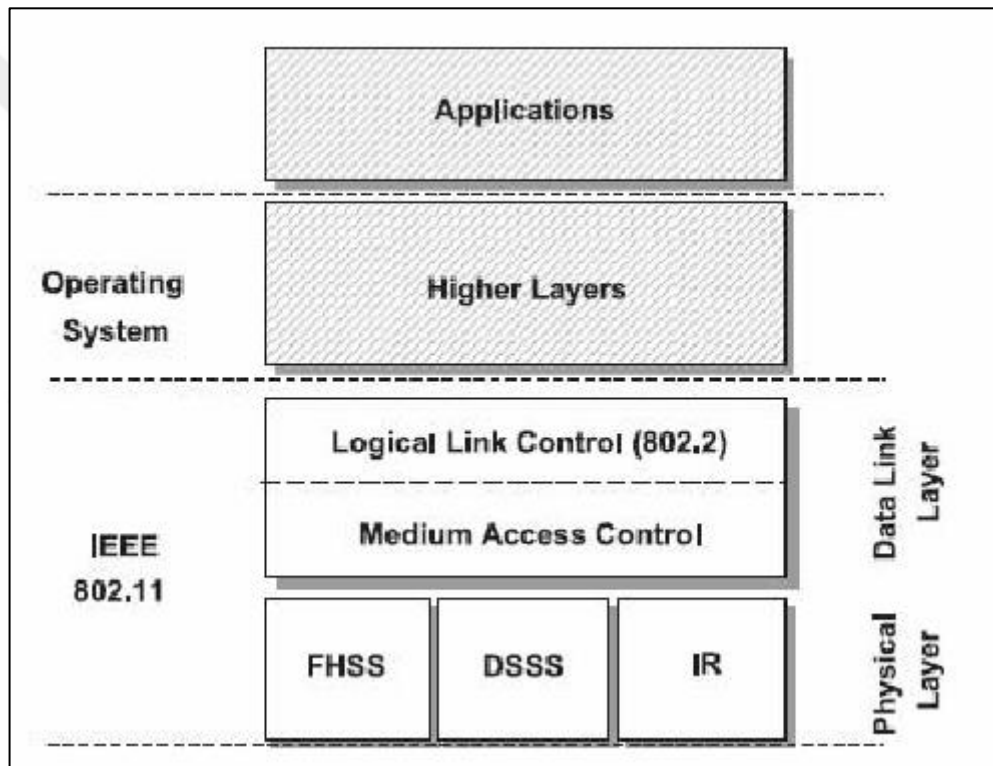 Applications
Operating
System
Higher Layers
Logical Link Control (802.2)
Medium Access Control
Data Link
Layer
IEEE
802.11
FHSS
DSSS
IR
Physical
Layer